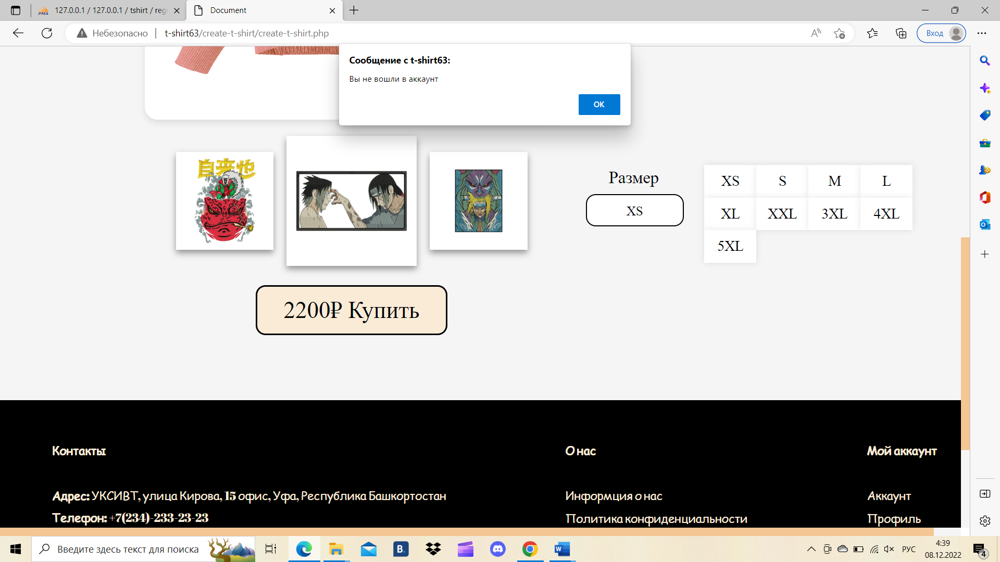 127.0.0.1 / 127.0.0.1 / tshirt / regi
Document
Небезопасно
t-shirt63/create-t-shirt/create-t-shirt.php
Вход
Сообщение с t-shirt63:
Вы не вошли в аккаунт
ОК
自来也
Размер
XS
XS S M L
XL XXL 3XL 4XL
5XL
2200₽ Купить
Контакты
О нас
Мой аккаунт
Адрес: УКСИВТ, улица Кирова, 15 офис, Уфа, Республика Башкортостан
Информция о нас
Аккаунт
Телефон: +7(234)-233-23-23
Политика конфиденциальности
Профиль
Введите здесь текст для поиска
B.
РУС
4:39
08.12.2022
4